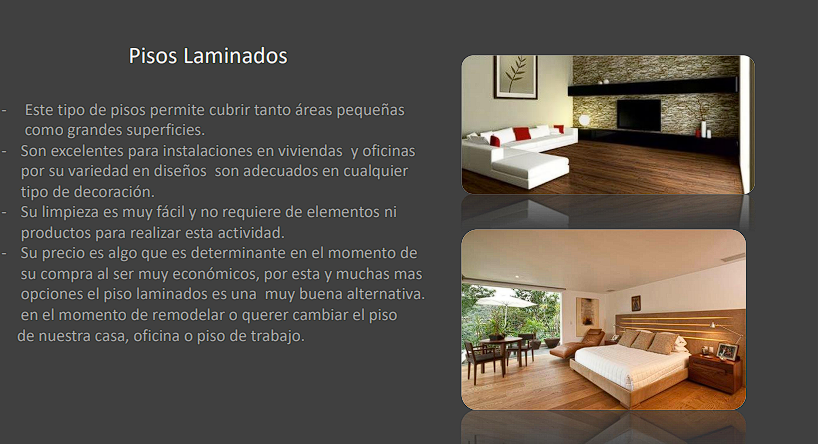 Pisos Laminados
- Este tipo de pisos permite cubrir tanto áreas pequeñas
como grandes superficies.
- Son excelentes para instalaciones en viviendas y oficinas
por su variedad en diseños son adecuados en cualquier
tipo de decoración.
- Su limpieza es muy fácil y no requiere de elementos ni
productos para realizar esta actividad.
- Su precio es algo que es determinante en el momento de
su compra al ser muy económicos, por esta y muchas mas
opciones el piso laminados es una muy buena alternativa.
en el momento de remodelar o querer cambiar el piso
de nuestra casa, oficina o piso de trabajo.